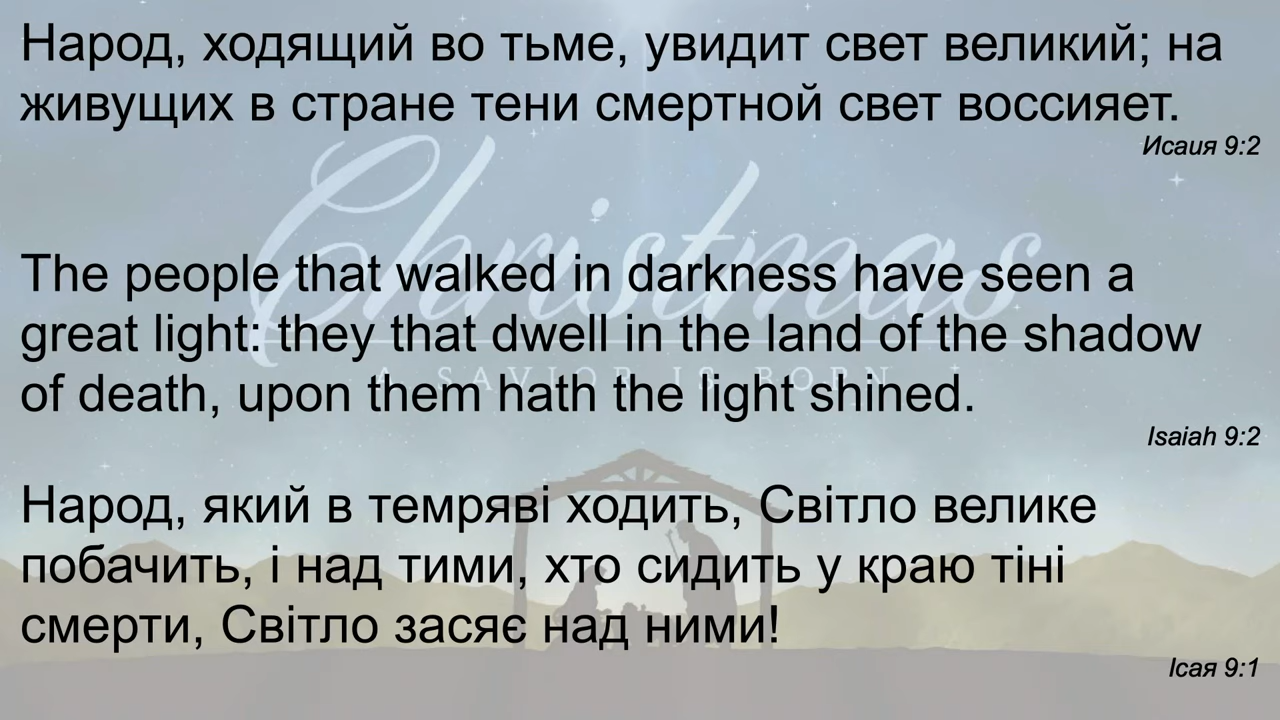 Народ, ходящий во тьме, увидит свет великий; на
живущих в стране тени смертной свет воссияет.
Исаия 9:2
Christmas
The people that walked in darkness have seen a
great light: they that dwell in the land of the shadow
A SAVIOR IS BORN
of death, upon them hath the light shined.
Isaiah 9:2
Народ, який в темряві ходить, Світло велике
побачить, і над тими, хто сидить у краю тіні
смерти, Світло засяє над ними!
Ісая 9:1